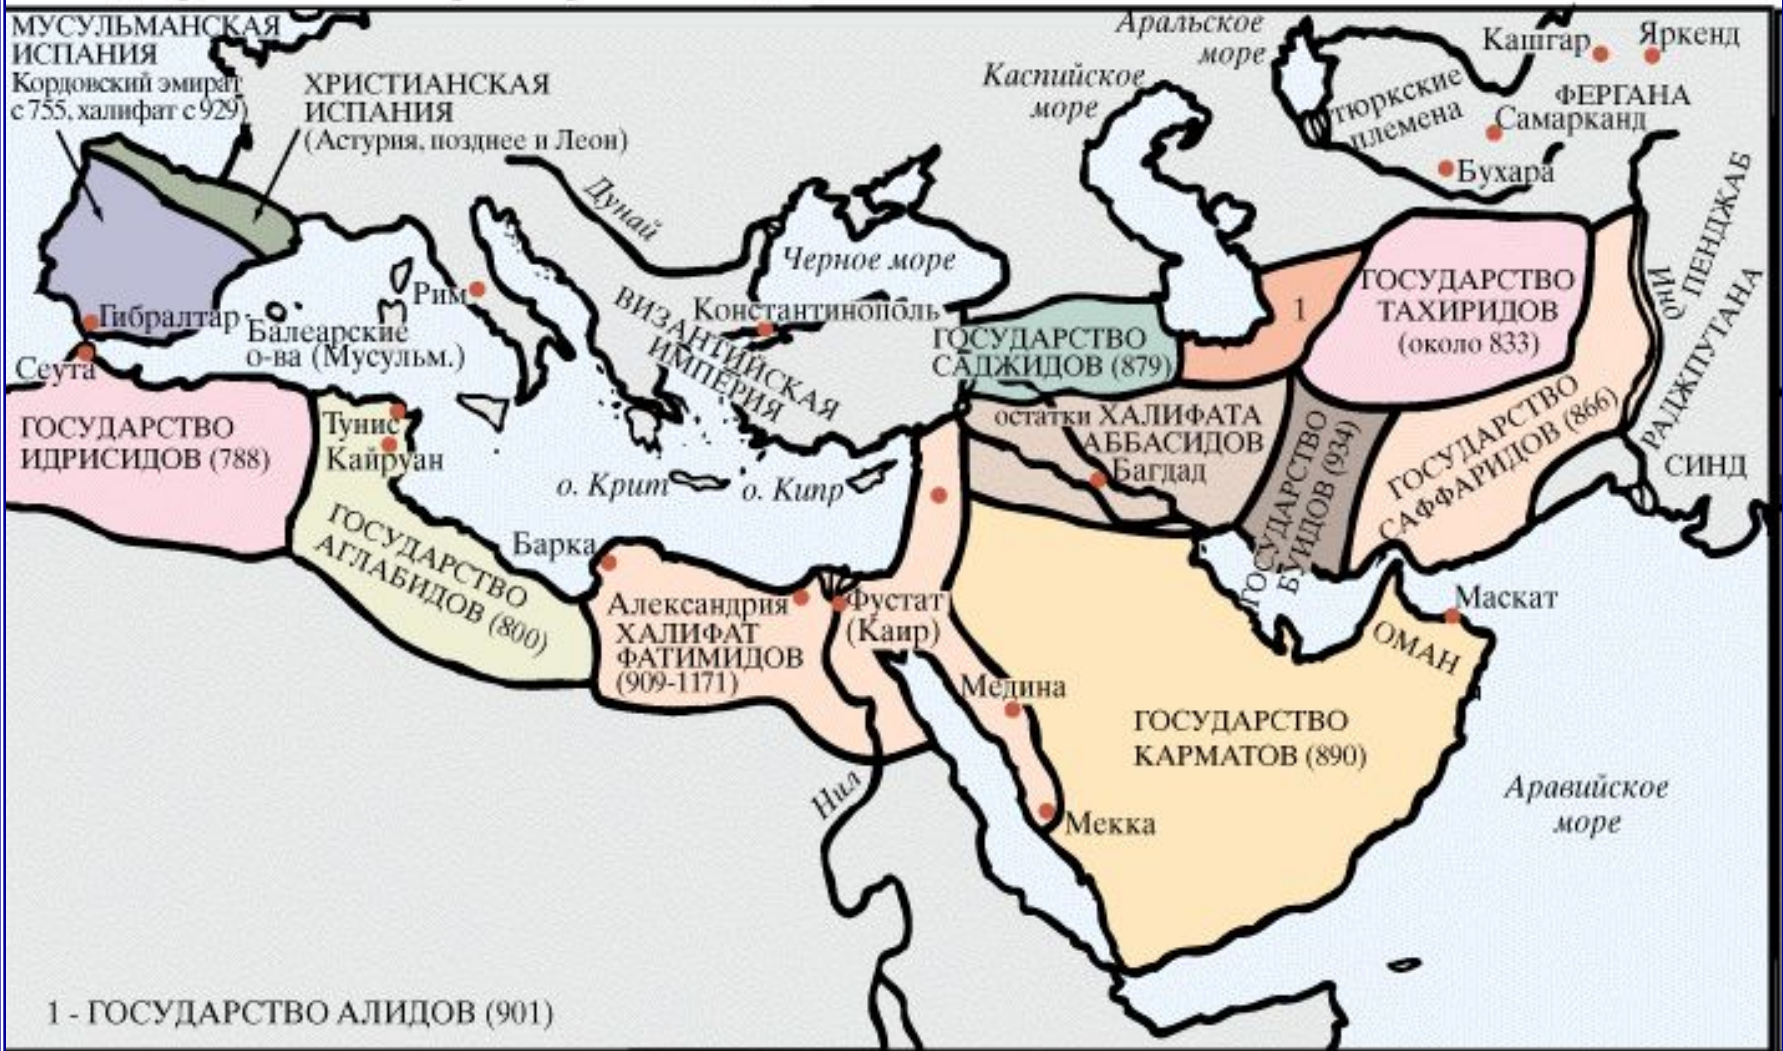 МУСУЛЬМАНСКАЯ
ИСПАНИЯ
Кордовский эмират
с 755, халифат с 929)
ХРИСТИАНСКАЯ
ИСПАНИЯ
(Астурия, позднее и Леон)
Аральское
море
Каспийское
море
Кашгар
Яркенд
тюркские
племена
ФЕРГАНА
Самарканд
Бухара
ПЕНДЖАБ
Инд
РАДЖПУТАНА
СИНД
Дунай
Черное море
Рим
Гибралтар
Балеарские
о-ва (Мусульм.)
Сеута
ВИЗАНТИЙСКАЯ
ИМПЕРИЯ
Константинополь
ГОСУДАРСТВО
САДЖИДОВ (879)
1
ГОСУДАРСТВО
ТАХИРИДОВ
(около 833)
ГОСУДАРСТВО
ИДРИСИДОВ (788)
Тунис
Кайруан
о. Крит
о. Кипр
остатки ХАЛИФАТА
АББАСИДОВ
Багдад
ГОСУДАРСТВО
БУИДОВ (934)
ГОСУДАРСТВО
САФФАРИДОВ (866)
ГОСУДАРСТВО
АГЛАБИДОВ (800)
Барка
Александрия
ХАЛИФАТ
ФАТИМИДОВ
(909-1171)
Фустат
(Каир)
Маскат
ОМАН
Медина
ГОСУДАРСТВО
КАРМАТОВ (890)
Нил
Мекка
Аравийское
море
1 - ГОСУДАРСТВО АЛИДОВ (901)